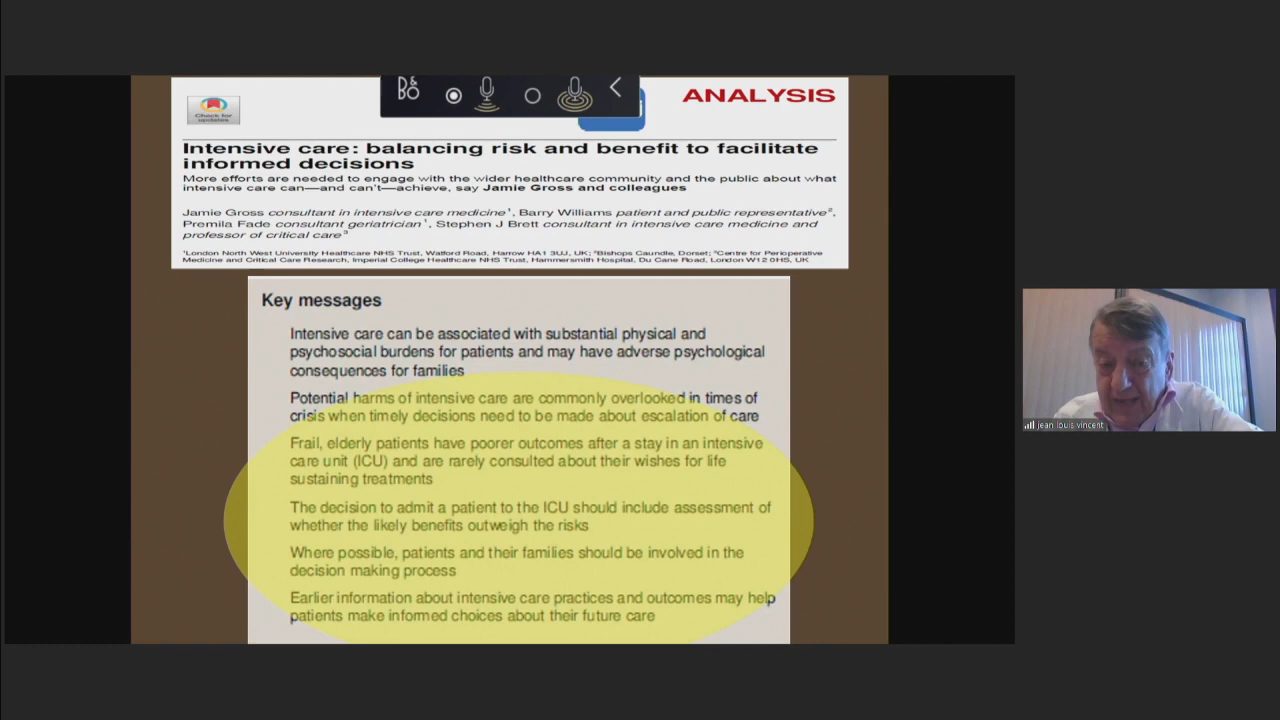 B&O
ANALYSIS
Check for
updates
Intensive care: balancing risk and benefit to facilitate
informed decisions
More efforts are needed to engage with the wider healthcare community and the public about what
intensive care can—and can't—achieve, say Jamie Gross and colleagues
Jamie Gross consultant in intensive care medicine¹, Barry Williams patient and public representative²,
Premila Fade consultant geriatrician¹, Stephen J Brett consultant in intensive care medicine and
professor of critical care³
¹London North West University Healthcare NHS Trust, Watford Road, Harrow HA1 3UJ, UK; ²Bishops Caundle, Dorset; ³Centre for Perioperative
Medicine and Critical Care Research, Imperial College Healthcare NHS Trust, Hammersmith Hospital, Du Cane Road, London W12 0HS, UK
Key messages
Intensive care can be associated with substantial physical and
psychosocial burdens for patients and may have adverse psychological
consequences for families
Potential harms of intensive care are commonly overlooked in times of
crisis when timely decisions need to be made about escalation of care
Frail, elderly patients have poorer outcomes after a stay in an intensive
care unit (ICU) and are rarely consulted about their wishes for life
sustaining treatments
The decision to admit a patient to the ICU should include assessment of
whether the likely benefits outweigh the risks
Where possible, patients and their families should be involved in the
decision making process
Earlier information about intensive care practices and outcomes may help
patients make informed choices about their future care
jean louis vincent